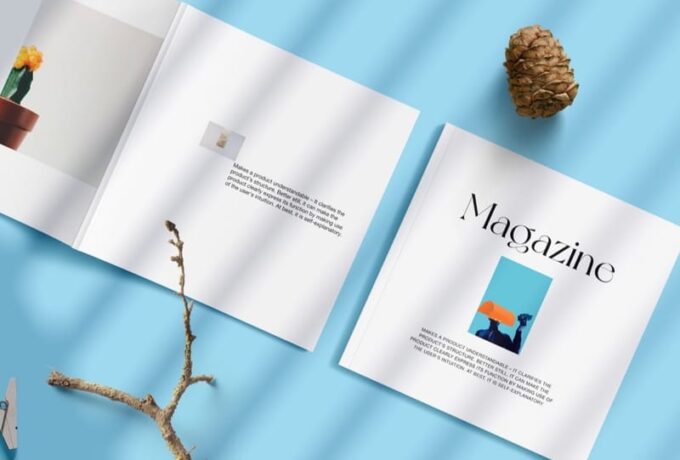 Makes a product understandable – It clarifies the
product's structure. Better still, it can make the
product clearly express its function by making use
of the user's intuition. At best, it is self-explanatory.
Magazine
MAKES A PRODUCT UNDERSTANDABLE – IT CLARIFIES THE
PRODUCT'S STRUCTURE. BETTER STILL, IT CAN MAKE THE
PRODUCT CLEARLY EXPRESS ITS FUNCTION BY MAKING USE OF
THE USER'S INTUITION. AT BEST, IT IS SELF-EXPLANATORY.